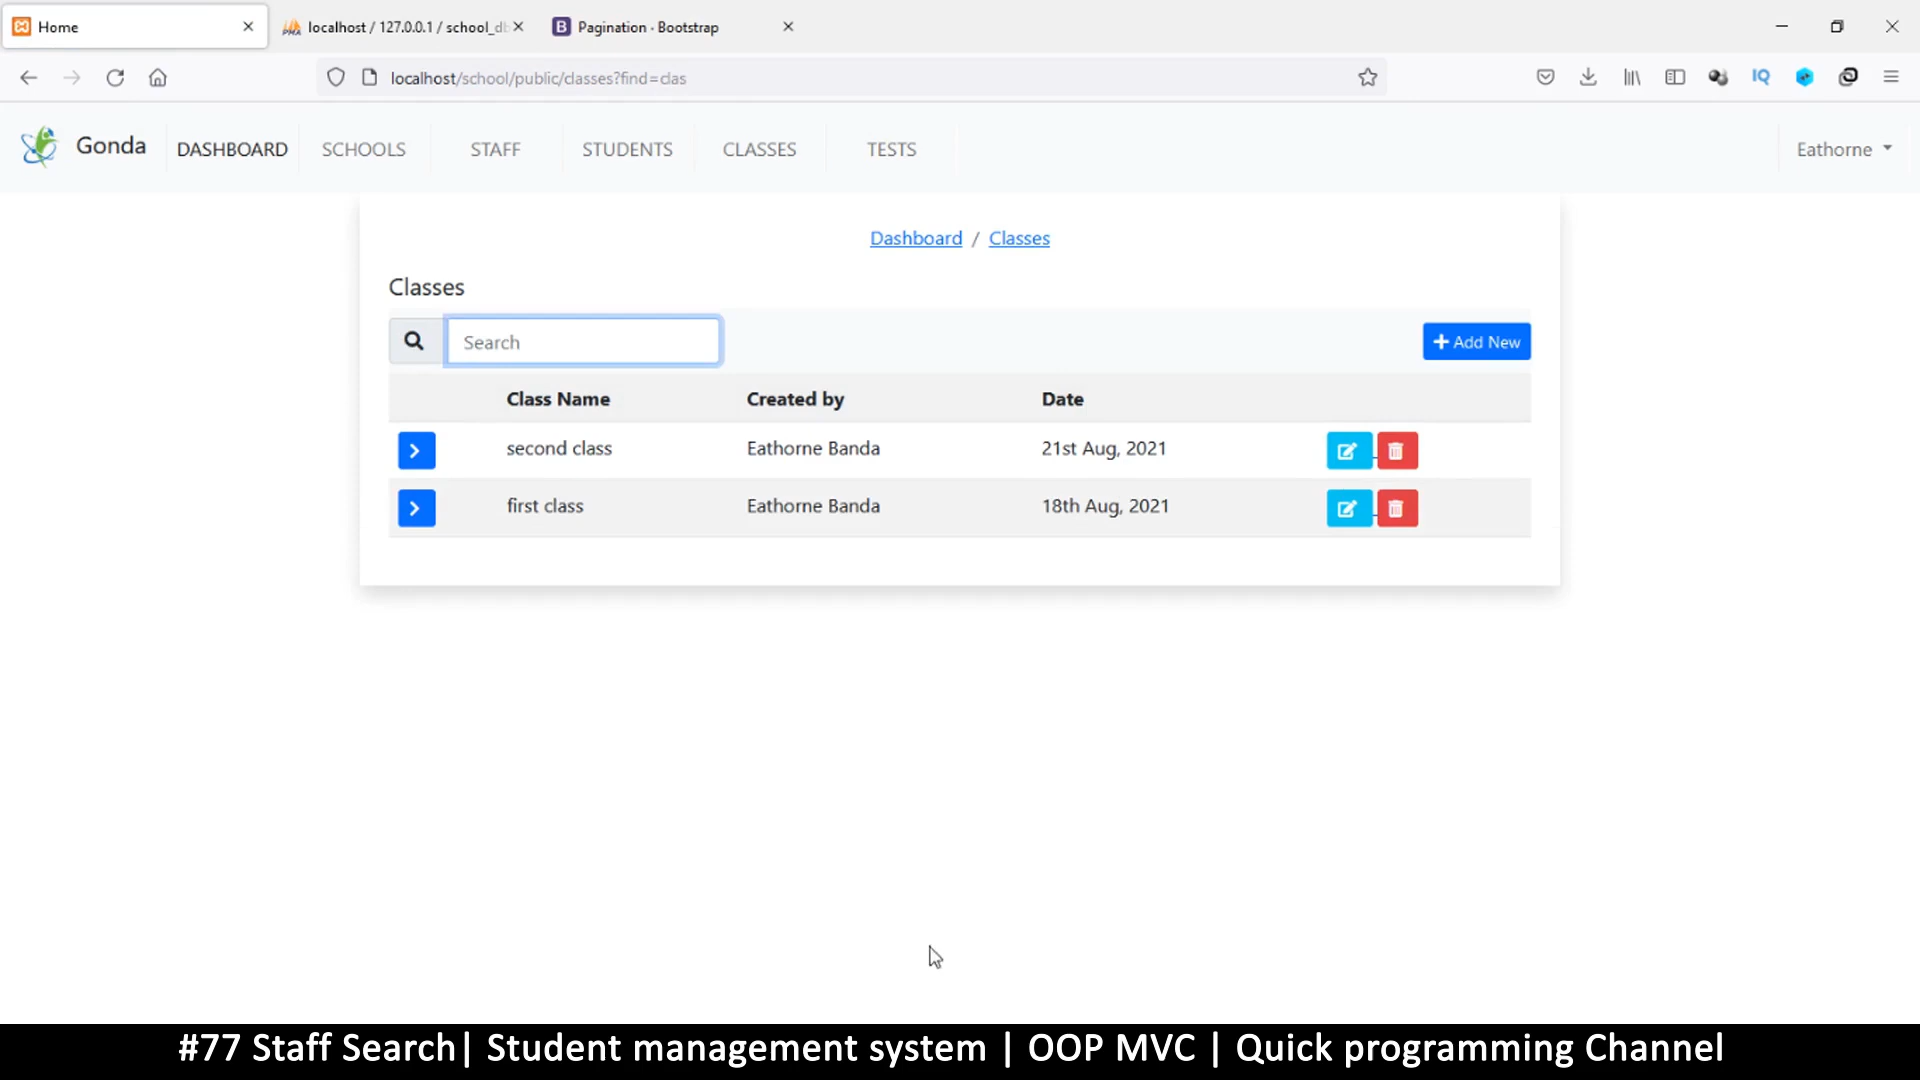 Home
localhost / 127.0.0.1 / school_db
B Pagination · Bootstrap
localhost/school/public/classes?find=clas
IQ
Gonda
DASHBOARD
SCHOOLS
STAFF
STUDENTS
CLASSES
TESTS
Eathorne
Dashboard / Classes
Classes
Search
Add New
Class Name Created by Date
second class Eathorne Banda 21st Aug, 2021
first class Eathorne Banda 18th Aug, 2021
#77 Staff Search| Student management system | OOP MVC | Quick programming Channel